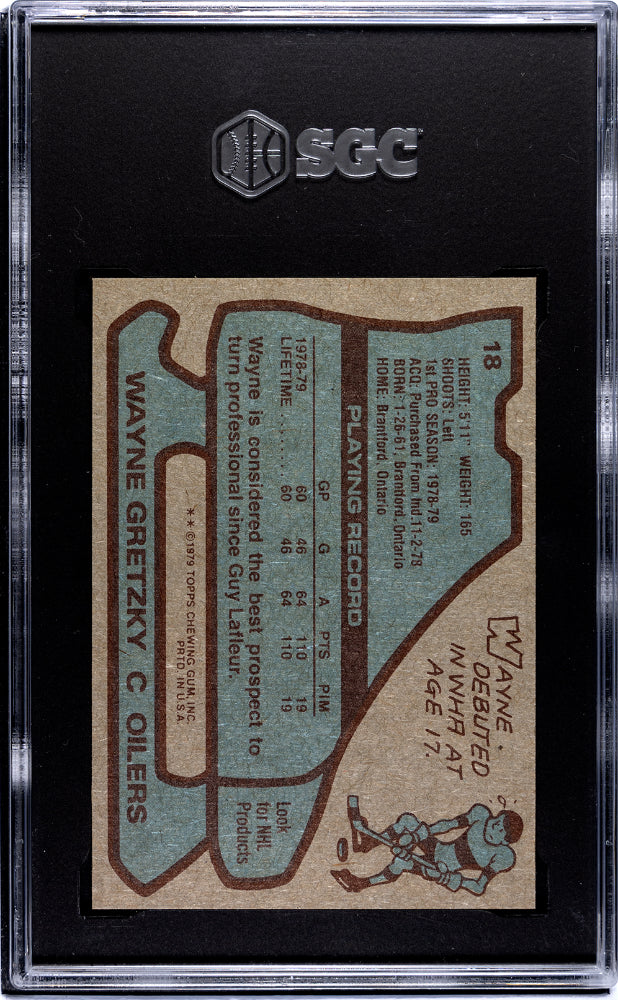 SGC
18
HEIGHT: 5'11" WEIGHT: 165
SHOOTS: Left
1st PRO SEASON: 1978-79
ACQ: Purchased From Ind 11-2-78
BORN: 1-26-61, Brantford, Ontario
HOME: Brantford, Ontario
WAYNE
DEBUTED
IN WHA AT
AGE 17.
PLAYING RECORD
GP G A PTS PIM
1978-79 60 46 64 110 19
LIFETIME 60 46 64 110 19
Wayne is considered the best prospect to
turn professional since Guy Lafleur.
Look
for NHL
Products
* * ©1979 TOPPS CHEWING GUM, INC.
PRTD. IN U.S.A.
WAYNE GRETZKY C OILERS